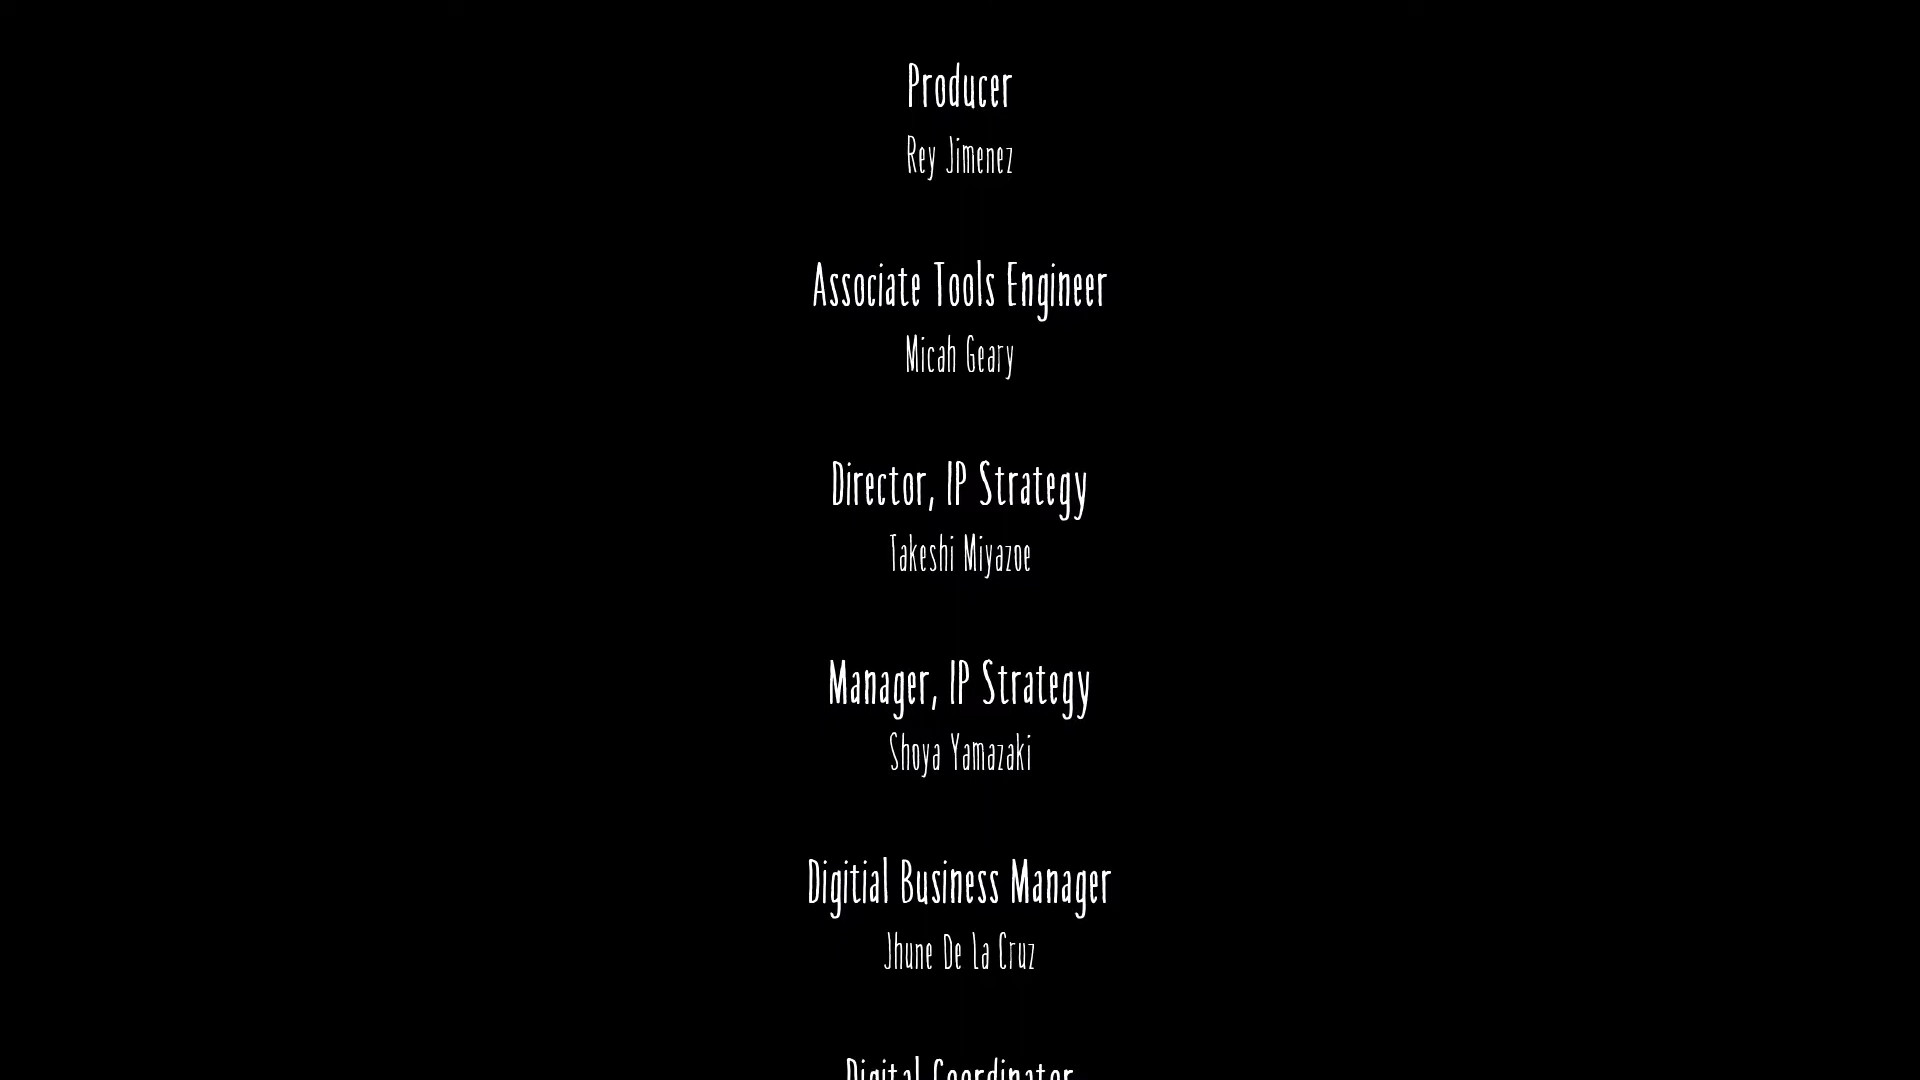 Producer
Rey Jimenez
Associate Tools Engineer
Micah Geary
Director, IP Strategy
Takeshi Miyazoe
Manager, IP Strategy
Shoya Yamazaki
Digitial Business Manager
Jhune De La Cruz
Digital Coordinator